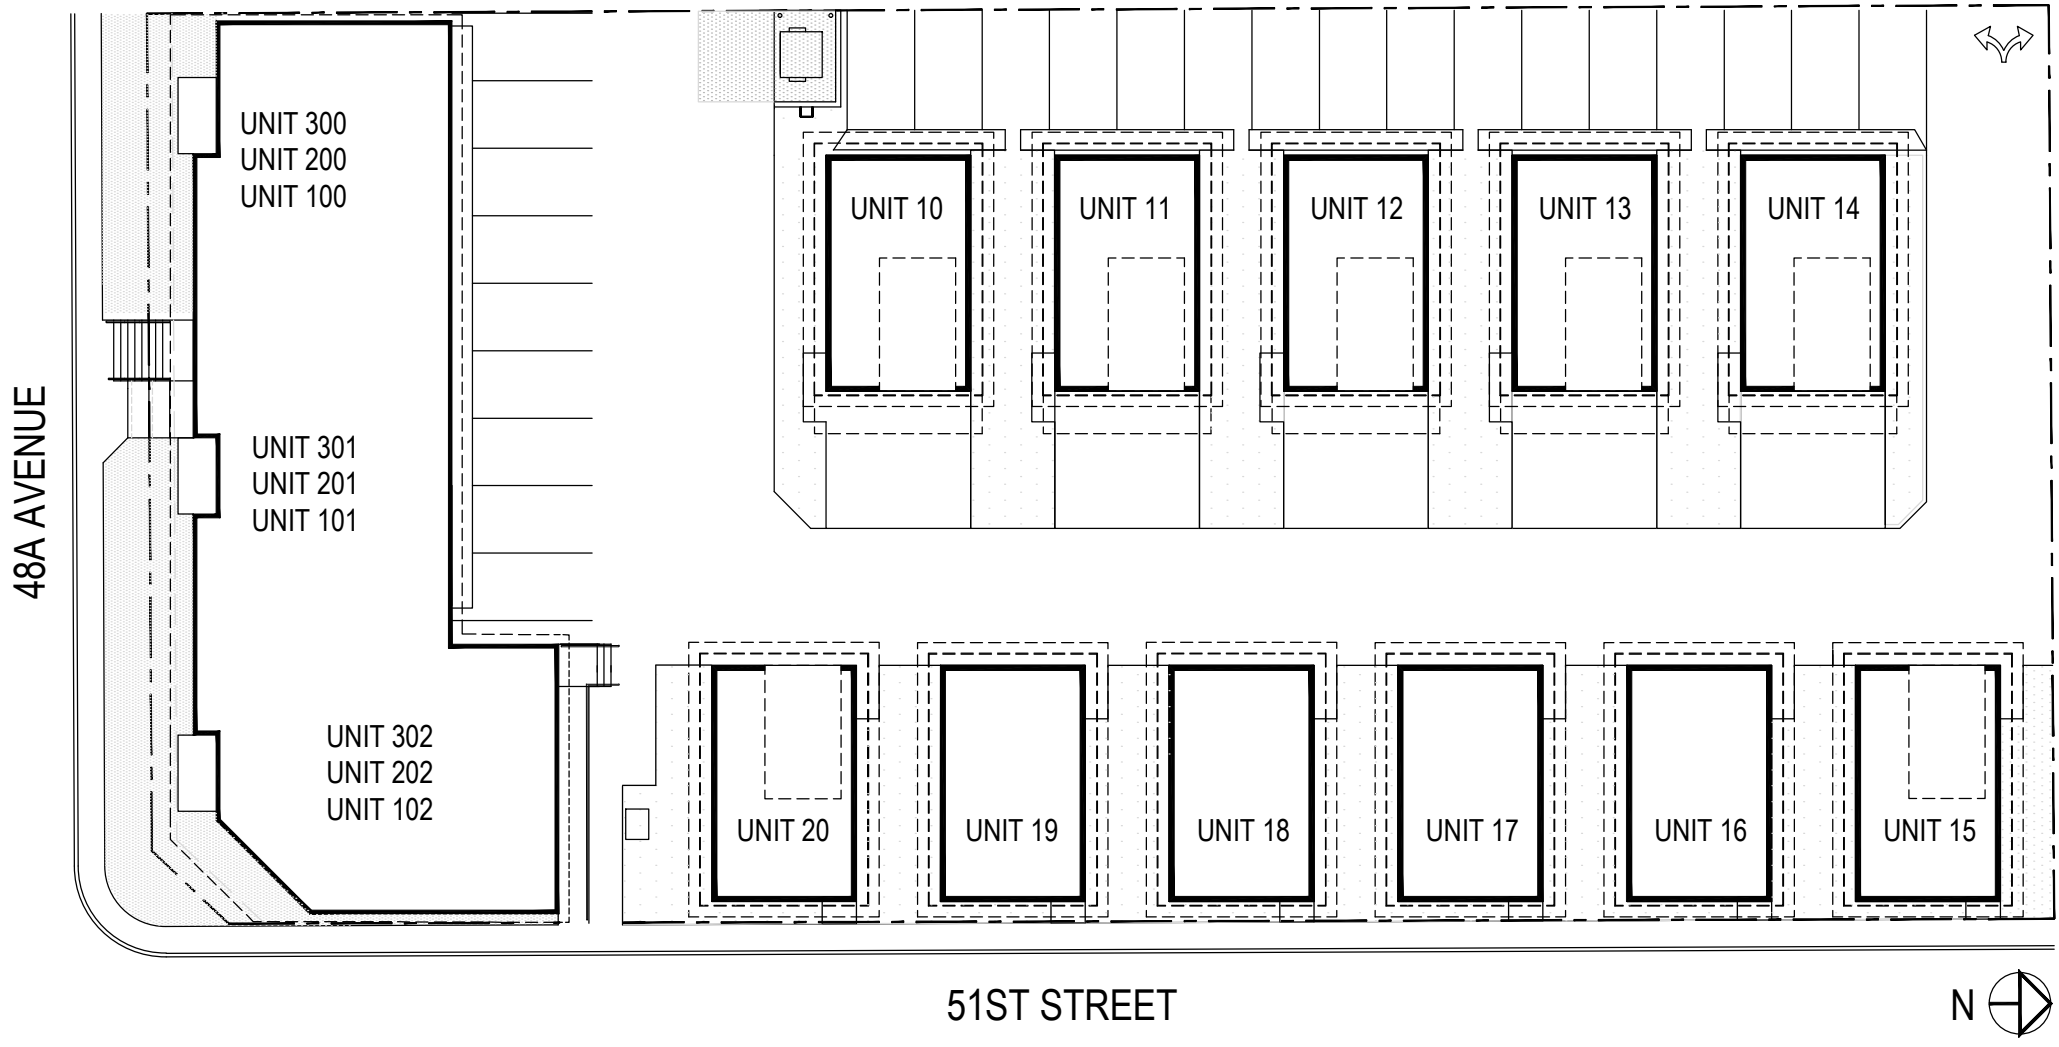 UNIT 300
UNIT 200
UNIT 100
UNIT 10
UNIT 11
UNIT 12
UNIT 13
UNIT 14
48A AVENUE
UNIT 301
UNIT 201
UNIT 101
UNIT 302
UNIT 202
UNIT 102
UNIT 20
UNIT 19
UNIT 18
UNIT 17
UNIT 16
UNIT 15
51ST STREET
N